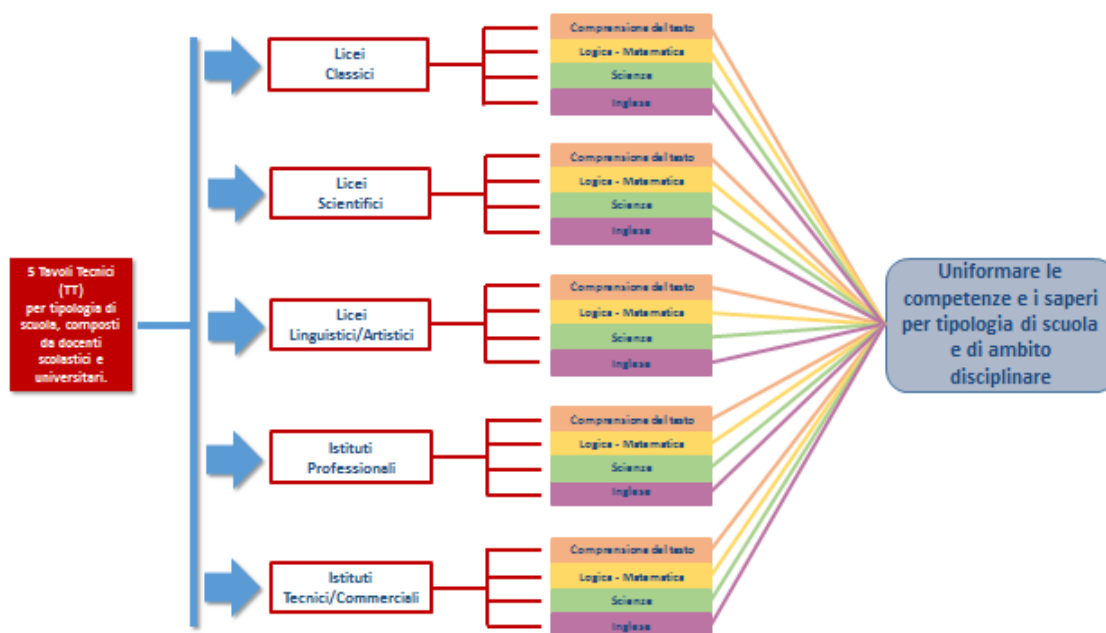 5 Tavoli Tecnici
(TT)
per tipologia di
scuola, composti
da docenti
scolastici e
universitari.
Licei
Classici
Comprensione del testo
Logica - Matematica
Scienze
Inglese
Licei
Scientifici
Comprensione del testo
Logica - Matematica
Scienze
Inglese
Licei
Linguistici/Artistici
Comprensione del testo
Logica - Matematica
Scienze
Inglese
Istituti
Professionali
Comprensione del testo
Logica - Matematica
Scienze
Inglese
Istituti
Tecnici/Commerciali
Comprensione del testo
Logica - Matematica
Scienze
Inglese
Uniformare le
competenze e i saperi
per tipologia di scuola
e di ambito
disciplinare